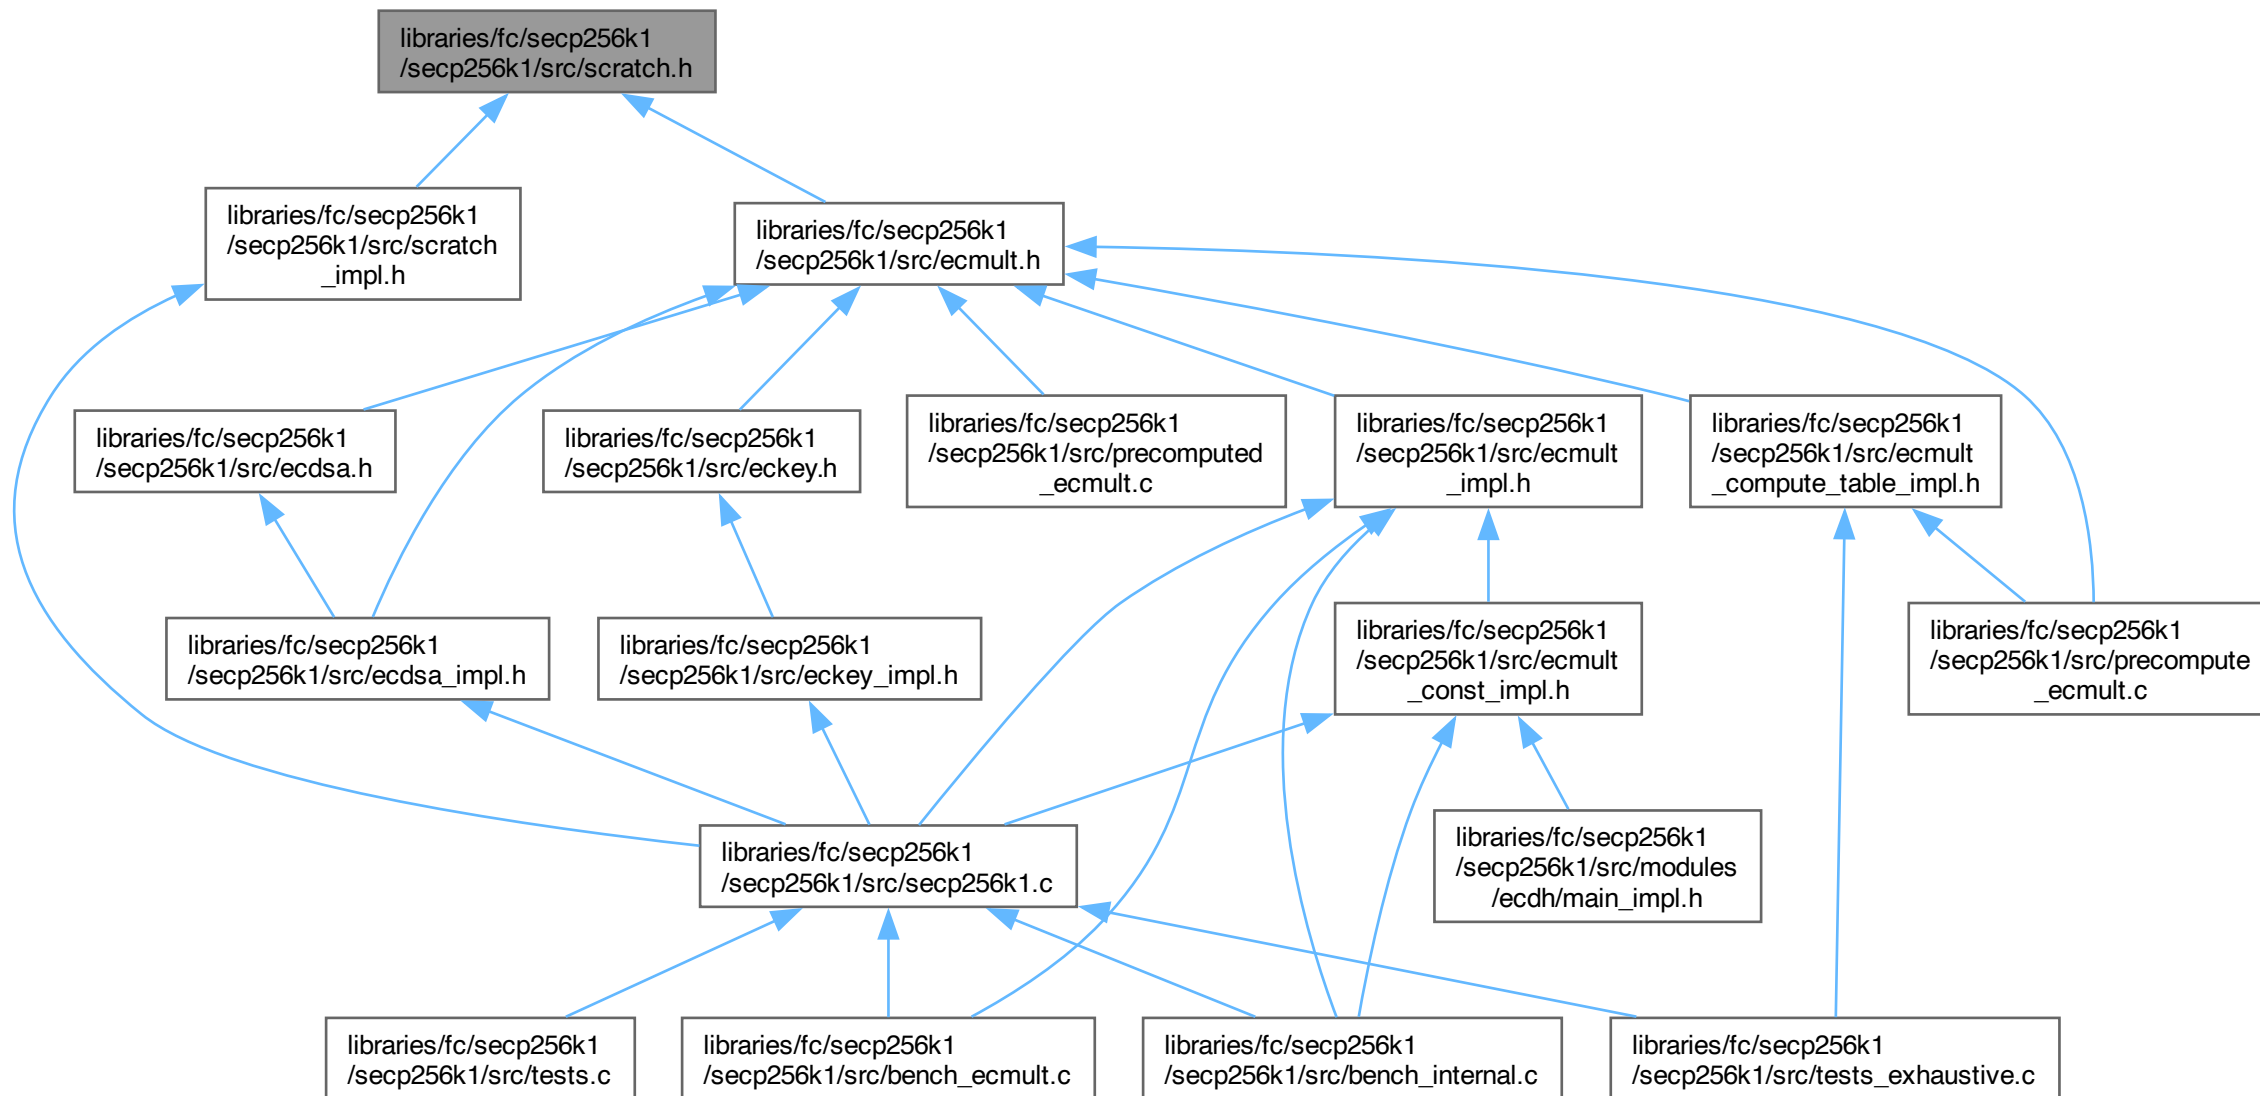 libraries/fc/secp256k1
/secp256k1/src/scratch.h
libraries/fc/secp256k1
/secp256k1/src/scratch
_impl.h
libraries/fc/secp256k1
/secp256k1/src/ecmult.h
libraries/fc/secp256k1
/secp256k1/src/ecdsa.h
libraries/fc/secp256k1
/secp256k1/src/eckey.h
libraries/fc/secp256k1
/secp256k1/src/precomputed
_ecmult.c
libraries/fc/secp256k1
/secp256k1/src/ecmult
_impl.h
libraries/fc/secp256k1
/secp256k1/src/ecmult
_compute_table_impl.h
libraries/fc/secp256k1
/secp256k1/src/ecdsa_impl.h
libraries/fc/secp256k1
/secp256k1/src/eckey_impl.h
libraries/fc/secp256k1
/secp256k1/src/ecmult
_const_impl.h
libraries/fc/secp256k1
/secp256k1/src/precompute
_ecmult.c
libraries/fc/secp256k1
/secp256k1/src/secp256k1.c
libraries/fc/secp256k1
/secp256k1/src/modules
/ecdh/main_impl.h
libraries/fc/secp256k1
/secp256k1/src/tests.c
libraries/fc/secp256k1
/secp256k1/src/bench_ecmult.c
libraries/fc/secp256k1
/secp256k1/src/bench_internal.c
libraries/fc/secp256k1
/secp256k1/src/tests_exhaustive.c